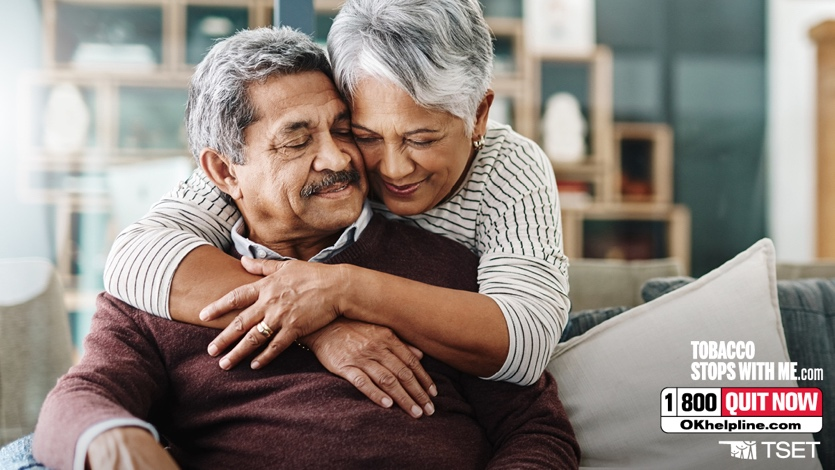 TOBACCO
STOPS WITH ME.com
1 800 QUIT NOW
OKhelpline.com
TSET